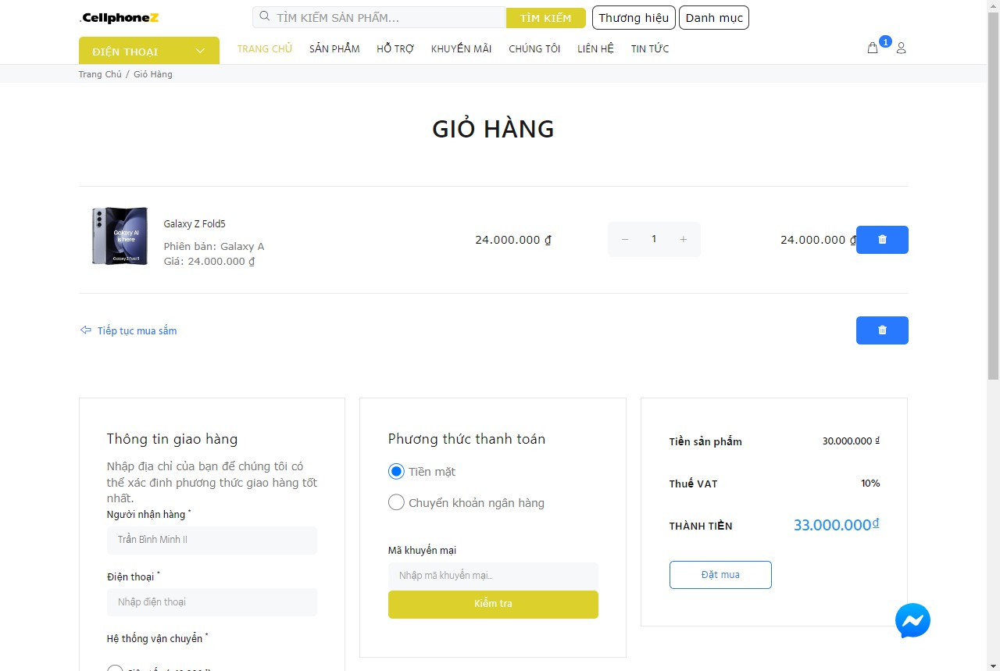 .CellphoneZ
TÌM KIẾM SẢN PHẨM...
TÌM KIẾM
Thương hiệu
Danh mục
ĐIỆN THOẠI
TRANG CHỦ
SẢN PHẨM
HỖ TRỢ
KHUYẾN MÃI
CHÚNG TÔI
LIÊN HỆ
TIN TỨC
1
Trang Chủ / Giỏ Hàng
GIỎ HÀNG
Galaxy AI
is here
Galaxy Z Fold5
Galaxy Z Fold5
Phiên bản: Galaxy A
Giá: 24.000.000 ₫
24.000.000 ₫
− 1 +
24.000.000 ₫
Tiếp tục mua sắm
Thông tin giao hàng
Nhập địa chỉ của bạn để chúng tôi có
thể xác đinh phương thức giao hàng tốt
nhất.
Người nhận hàng *
Trần Bình Minh II
Điện thoại *
Nhập điện thoại
Hệ thống vận chuyển *
Phương thức thanh toán
Tiền mặt
Chuyển khoản ngân hàng
Mã khuyến mại
Nhập mã khuyến mại...
Kiểm tra
Tiền sản phẩm
30.000.000 ₫
Thuế VAT
10%
THÀNH TIỀN
33.000.000₫
Đặt mua